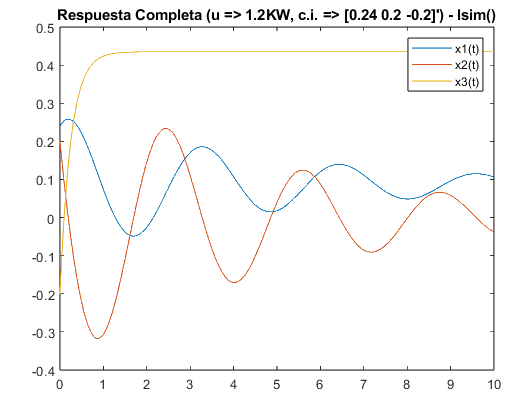 Respuesta Completa (u => 1.2KW, c.i. => [0.24 0.2 -0.2]') - lsim()
0.5
0.4
0.3
0.2
0.1
0
-0.1
-0.2
-0.3
-0.4
x1(t)
x2(t)
x3(t)
0 1 2 3 4 5 6 7 8 9 10